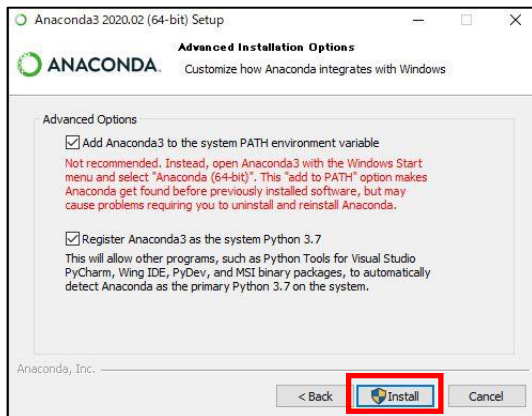 Anaconda3 2020.02 (64-bit) Setup
ANACONDA.
Advanced Installation Options
Customize how Anaconda integrates with Windows
Advanced Options
Add Anaconda3 to the system PATH environment variable
Not recommended. Instead, open Anaconda3 with the Windows Start
menu and select "Anaconda (64-bit)". This "add to PATH" option makes
Anaconda get found before previously installed software, but may
cause problems requiring you to uninstall and reinstall Anaconda.
Register Anaconda3 as the system Python 3.7
This will allow other programs, such as Python Tools for Visual Studio
PyCharm, Wing IDE, PyDev, and MSI binary packages, to automatically
detect Anaconda as the primary Python 3.7 on the system.
Anaconda, Inc.
< Back
Install
Cancel